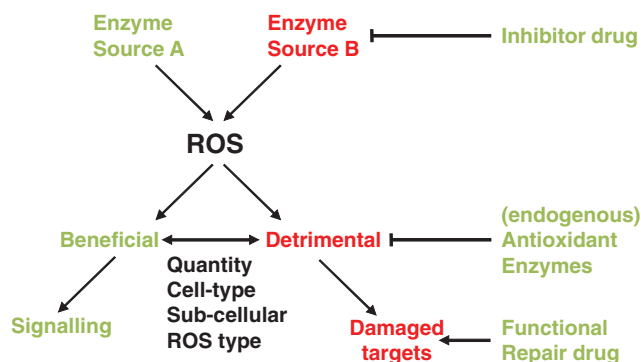 Enzyme
Source A
Enzyme
Source B
Inhibitor drug
ROS
Beneficial
Detrimental
(endogenous)
Antioxidant
Enzymes
Quantity
Cell-type
Sub-cellular
ROS type
Signalling
Damaged
targets
Functional
Repair drug